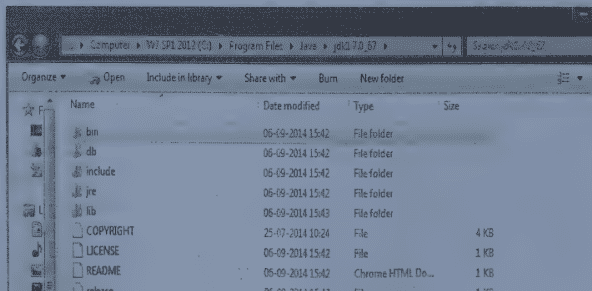 Computer ▸ W7 SP1 2012 (C:) ▸ Program Files ▸ Java ▸ jdk1.7.0_67 ▸
Organize ▾ Open Include in library ▾ Share with ▾ Burn New folder
Name Date modified Type Size
bin 06-09-2014 15:42 File folder
db 06-09-2014 15:42 File folder
include 06-09-2014 15:42 File folder
jre 06-09-2014 15:42 File folder
lib 06-09-2014 15:43 File folder
COPYRIGHT 25-07-2014 10:24 File 4 KB
LICENSE 06-09-2014 15:42 File 1 KB
README 06-09-2014 15:42 Chrome HTML Do... 1 KB